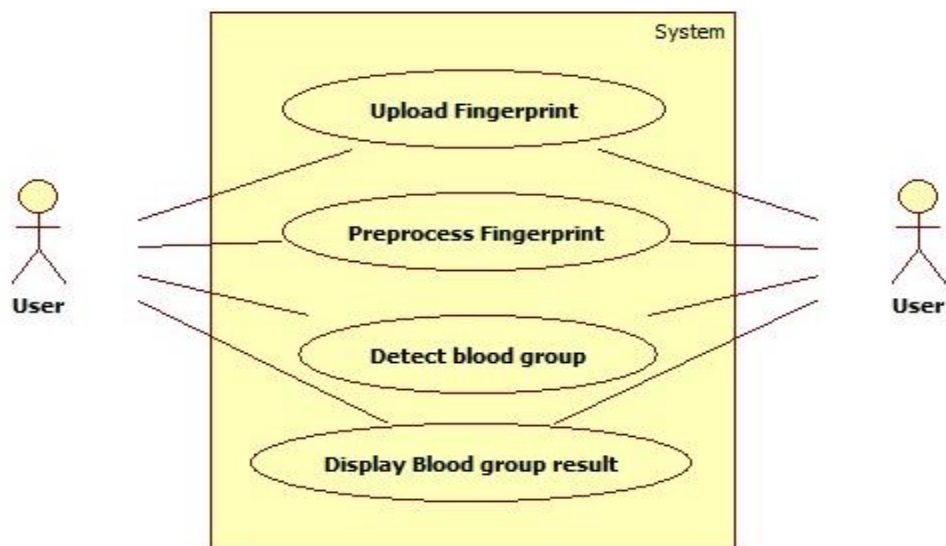 System
Upload Fingerprint
Preprocess Fingerprint
User
User
Detect blood group
Display Blood group result